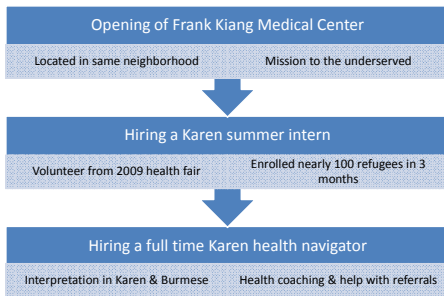 Opening of Frank Kiang Medical Center
Located in same neighborhood
Mission to the underserved
Hiring a Karen summer intern
Volunteer from 2009 health fair
Enrolled nearly 100 refugees in 3
months
Hiring a full time Karen health navigator
Interpretation in Karen & Burmese
Health coaching & help with referrals